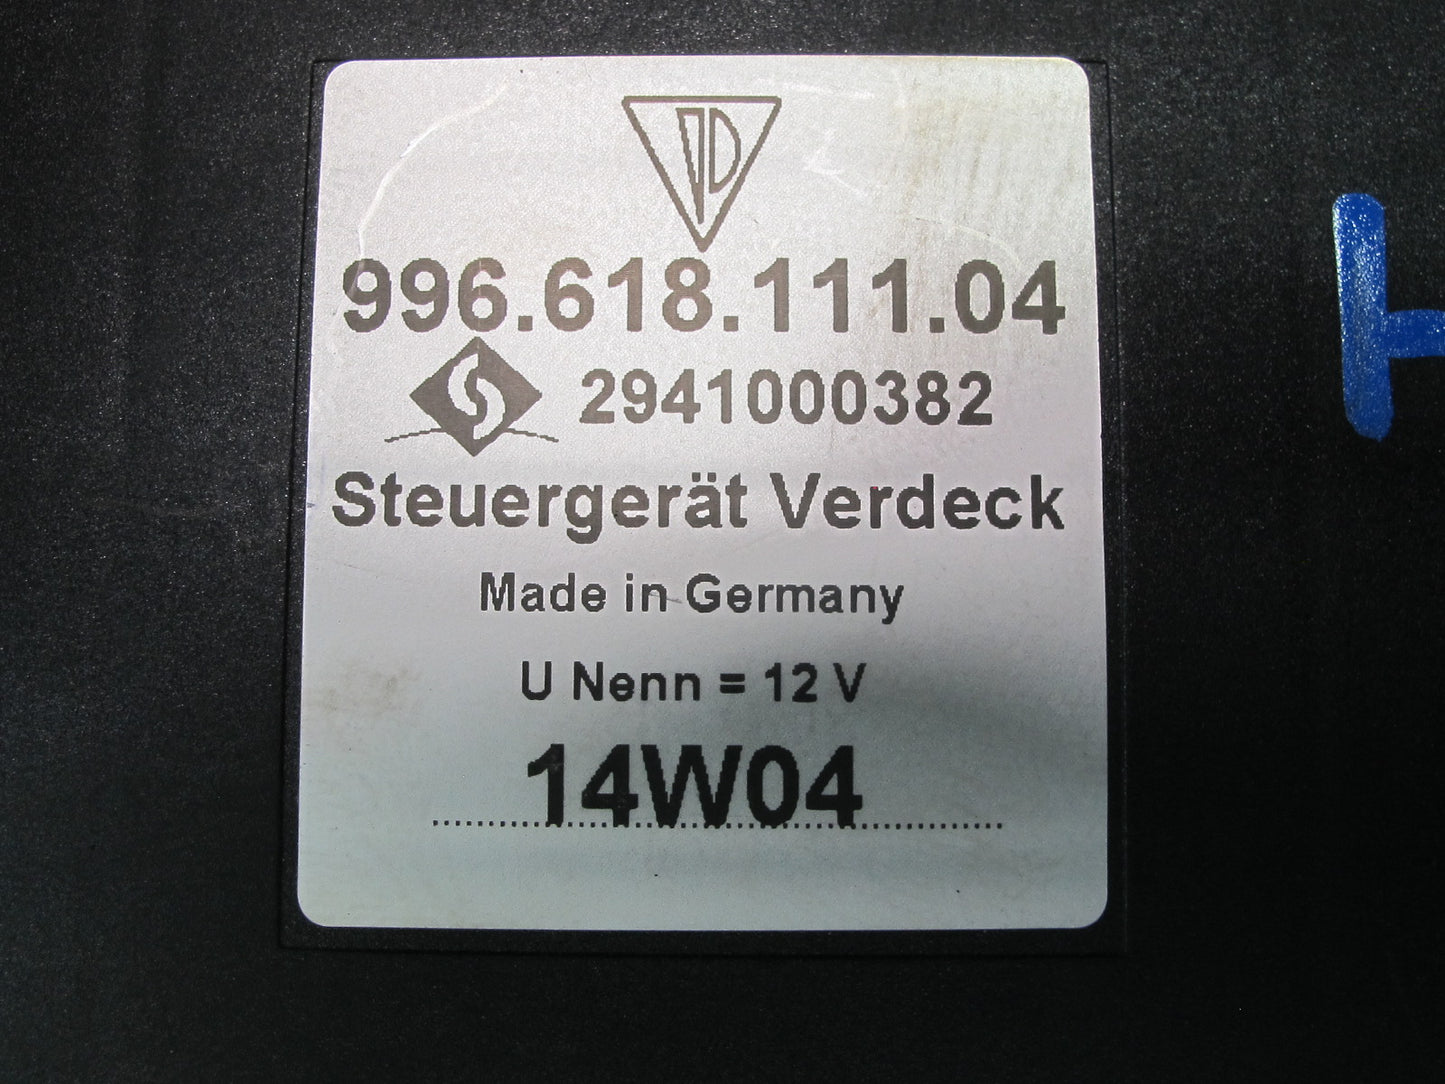 996.618.111.04
2941000382
Steuergerät Verdeck
Made in Germany
U Nenn = 12 V
14W04